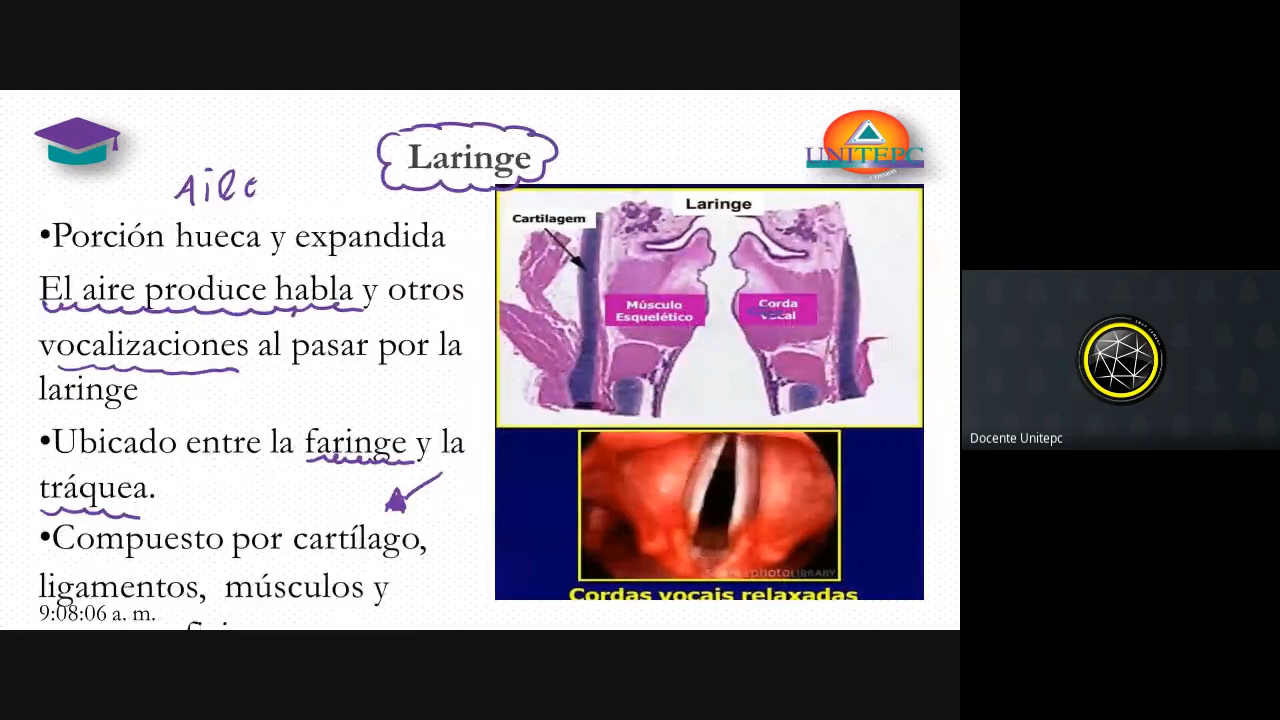 Laringe
UNITEPC
Aire
•Porción hueca y expandida
El aire produce habla y otros
vocalizaciones al pasar por la
laringe
•Ubicado entre la faringe y la
tráquea.
•Compuesto por cartílago,
ligamentos, músculos y
9:08:06 a. m.
Laringe
Cartilagem
Músculo
Esquelético
Corda
vocal
Cordas vocais relaxadas
Docente Unitepc